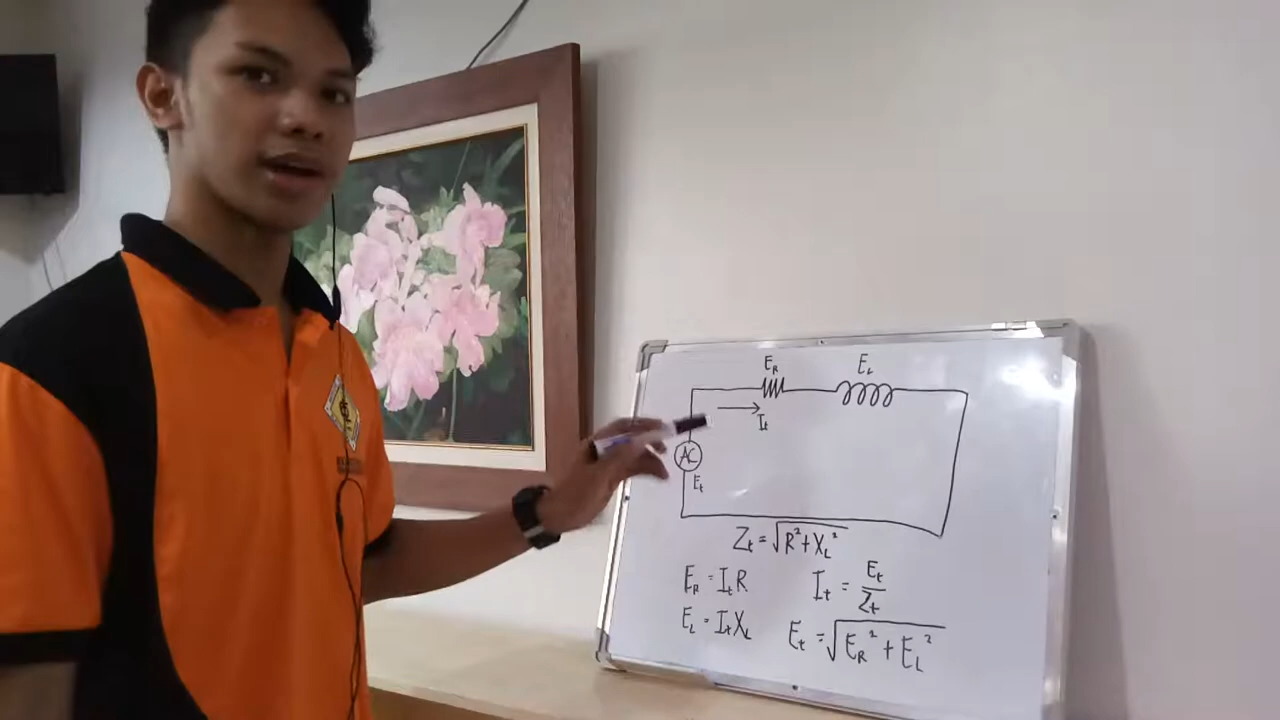 E_R E_L
I_t
AC
E_t
Z_t = √(R² + X_L²)
E_R = I_t R
I_t = E_t / Z_t
E_L = I_t X_L
E_t = √(E_R² + E_L²)